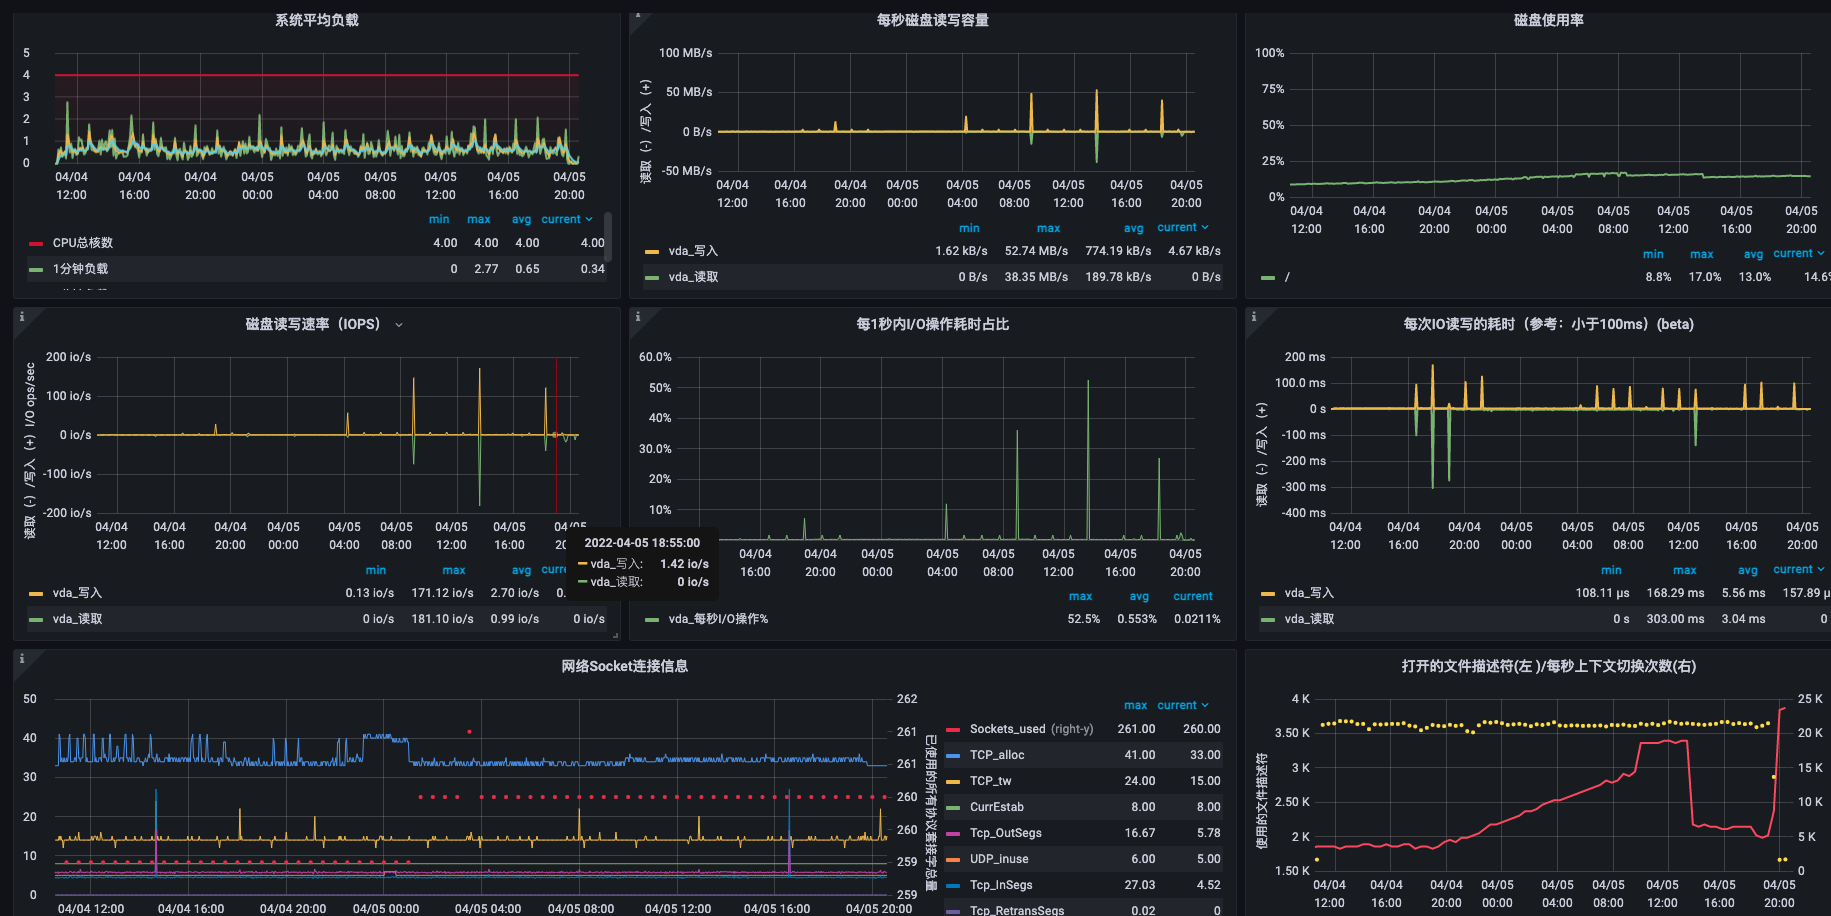 系统平均负载
5
4
3
2
1
0
04/04 04/04 04/04 04/05 04/05 04/05 04/05 04/05 04/05
12:00 16:00 20:00 00:00 04:00 08:00 12:00 16:00 20:00
min max avg current
CPU总核数 4.00 4.00 4.00 4.00
1分钟负载 0 2.77 0.65 0.34
每秒磁盘读写容量
读取（-）/写入（+）
100 MB/s
50 MB/s
0 B/s
-50 MB/s
04/04 04/04 04/04 04/05 04/05 04/05 04/05 04/05 04/05
12:00 16:00 20:00 00:00 04:00 08:00 12:00 16:00 20:00
min max avg current
vda_写入 1.62 kB/s 52.74 MB/s 774.19 kB/s 4.67 kB/s
vda_读取 0 B/s 38.35 MB/s 189.78 kB/s 0 B/s
磁盘使用率
100%
75%
50%
25%
0%
04/04 04/04 04/04 04/05 04/05 04/05 04/05 04/05 04/05
12:00 16:00 20:00 00:00 04:00 08:00 12:00 16:00 20:00
min max avg current
/ 8.8% 17.0% 13.0% 14.6%
磁盘读写速率（IOPS）
读取（-）/写入（+）I/O ops/sec
200 io/s
100 io/s
0 io/s
-100 io/s
-200 io/s
04/04 04/04 04/04 04/05 04/05 04/05 04/05 04/05 04/05
12:00 16:00 20:00 00:00 04:00 08:00 12:00 16:00 20:
min max avg curre
vda_写入 0.13 io/s 171.12 io/s 2.70 io/s 0.
vda_读取 0 io/s 181.10 io/s 0.99 io/s 0 io/s
2022-04-05 18:55:00
vda_写入: 1.42 io/s
vda_读取: 0 io/s
每1秒内I/O操作耗时占比
60.0%
50%
40%
30.0%
20%
10%
04/04 04/04 04/05 04/05 04/05 04/05 04/05 04/05
16:00 20:00 00:00 04:00 08:00 12:00 16:00 20:00
max avg current
vda_每秒I/O操作% 52.5% 0.553% 0.0211%
每次IO读写的耗时（参考：小于100ms）(beta)
读取（-）/写入（+）
200 ms
100.0 ms
0 s
-100 ms
-200 ms
-300 ms
-400 ms
04/04 04/04 04/04 04/05 04/05 04/05 04/05 04/05 04/05
12:00 16:00 20:00 00:00 04:00 08:00 12:00 16:00 20:00
min max avg current
vda_写入 108.11 µs 168.29 ms 5.56 ms 157.89 µ
vda_读取 0 s 303.00 ms 3.04 ms 0
网络Socket连接信息
50
40
30
20
10
0
262
261
261
260
260
259
259
已使用的所有协议套接字总量
04/04 12:00 04/04 16:00 04/04 20:00 04/05 00:00 04/05 04:00 04/05 08:00 04/05 12:00 04/05 16:00 04/05 20:00
max current
Sockets_used (right-y) 261.00 260.00
TCP_alloc 41.00 33.00
TCP_tw 24.00 15.00
CurrEstab 8.00 8.00
Tcp_OutSegs 16.67 5.78
UDP_inuse 6.00 5.00
Tcp_InSegs 27.03 4.52
Tcp_RetransSegs 0.02 0
打开的文件描述符(左 )/每秒上下文切换次数(右)
使用的文件描述符
4 K
3.50 K
3 K
2.50 K
2 K
1.50 K
25 K
20 K
15 K
10 K
5 K
0
04/04 04/04 04/04 04/05 04/05 04/05 04/05 04/05 04/05
12:00 16:00 20:00 00:00 04:00 08:00 12:00 16:00 20:00